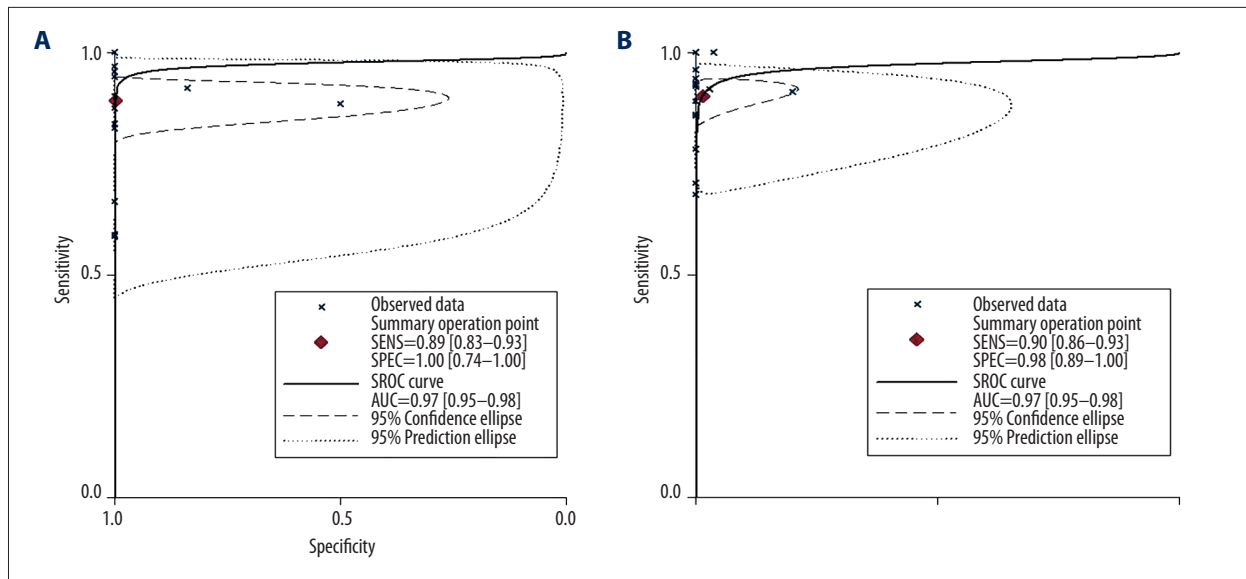 A
1.0
0.5
0.0
Sensitivity
Observed data
Summary operation point
SENS=0.89 [0.83–0.93]
SPEC=1.00 [0.74–1.00]
SROC curve
AUC=0.97 [0.95–0.98]
95% Confidence ellipse
95% Prediction ellipse
1.0
0.5
0.0
Specificity
B
1.0
0.5
0.0
Sensitivity
Observed data
Summary operation point
SENS=0.90 [0.86–0.93]
SPEC=0.98 [0.89–1.00]
SROC curve
AUC=0.97 [0.95–0.98]
95% Confidence ellipse
95% Prediction ellipse